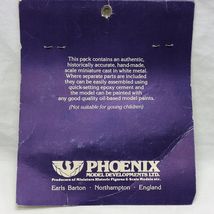 This pack contains an authentic,
historically accurate, hand-made,
scale miniature cast in white metal.
Where separate parts are included
they can be easily assembled using
quick-setting epoxy cement and
the model can be painted with
any good quality oil-based model paints.
(Not suitable for young children)
PHOENIX
MODEL DEVELOPMENTS LTD.
Producers of Miniature Historic Figures & Scale Models etc.
Earls Barton · Northampton · England